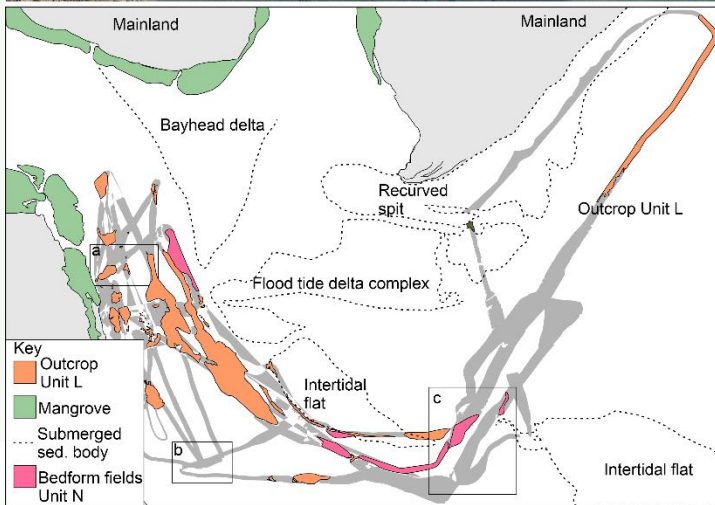 Mainland
Mainland
Bayhead delta
Recurved
spit
Outcrop Unit L
a
Flood tide delta complex
Key
Outcrop
Unit L
Mangrove
Submerged
sed. body
Bedform fields
Unit N
Intertidal
flat
c
b
Intertidal flat